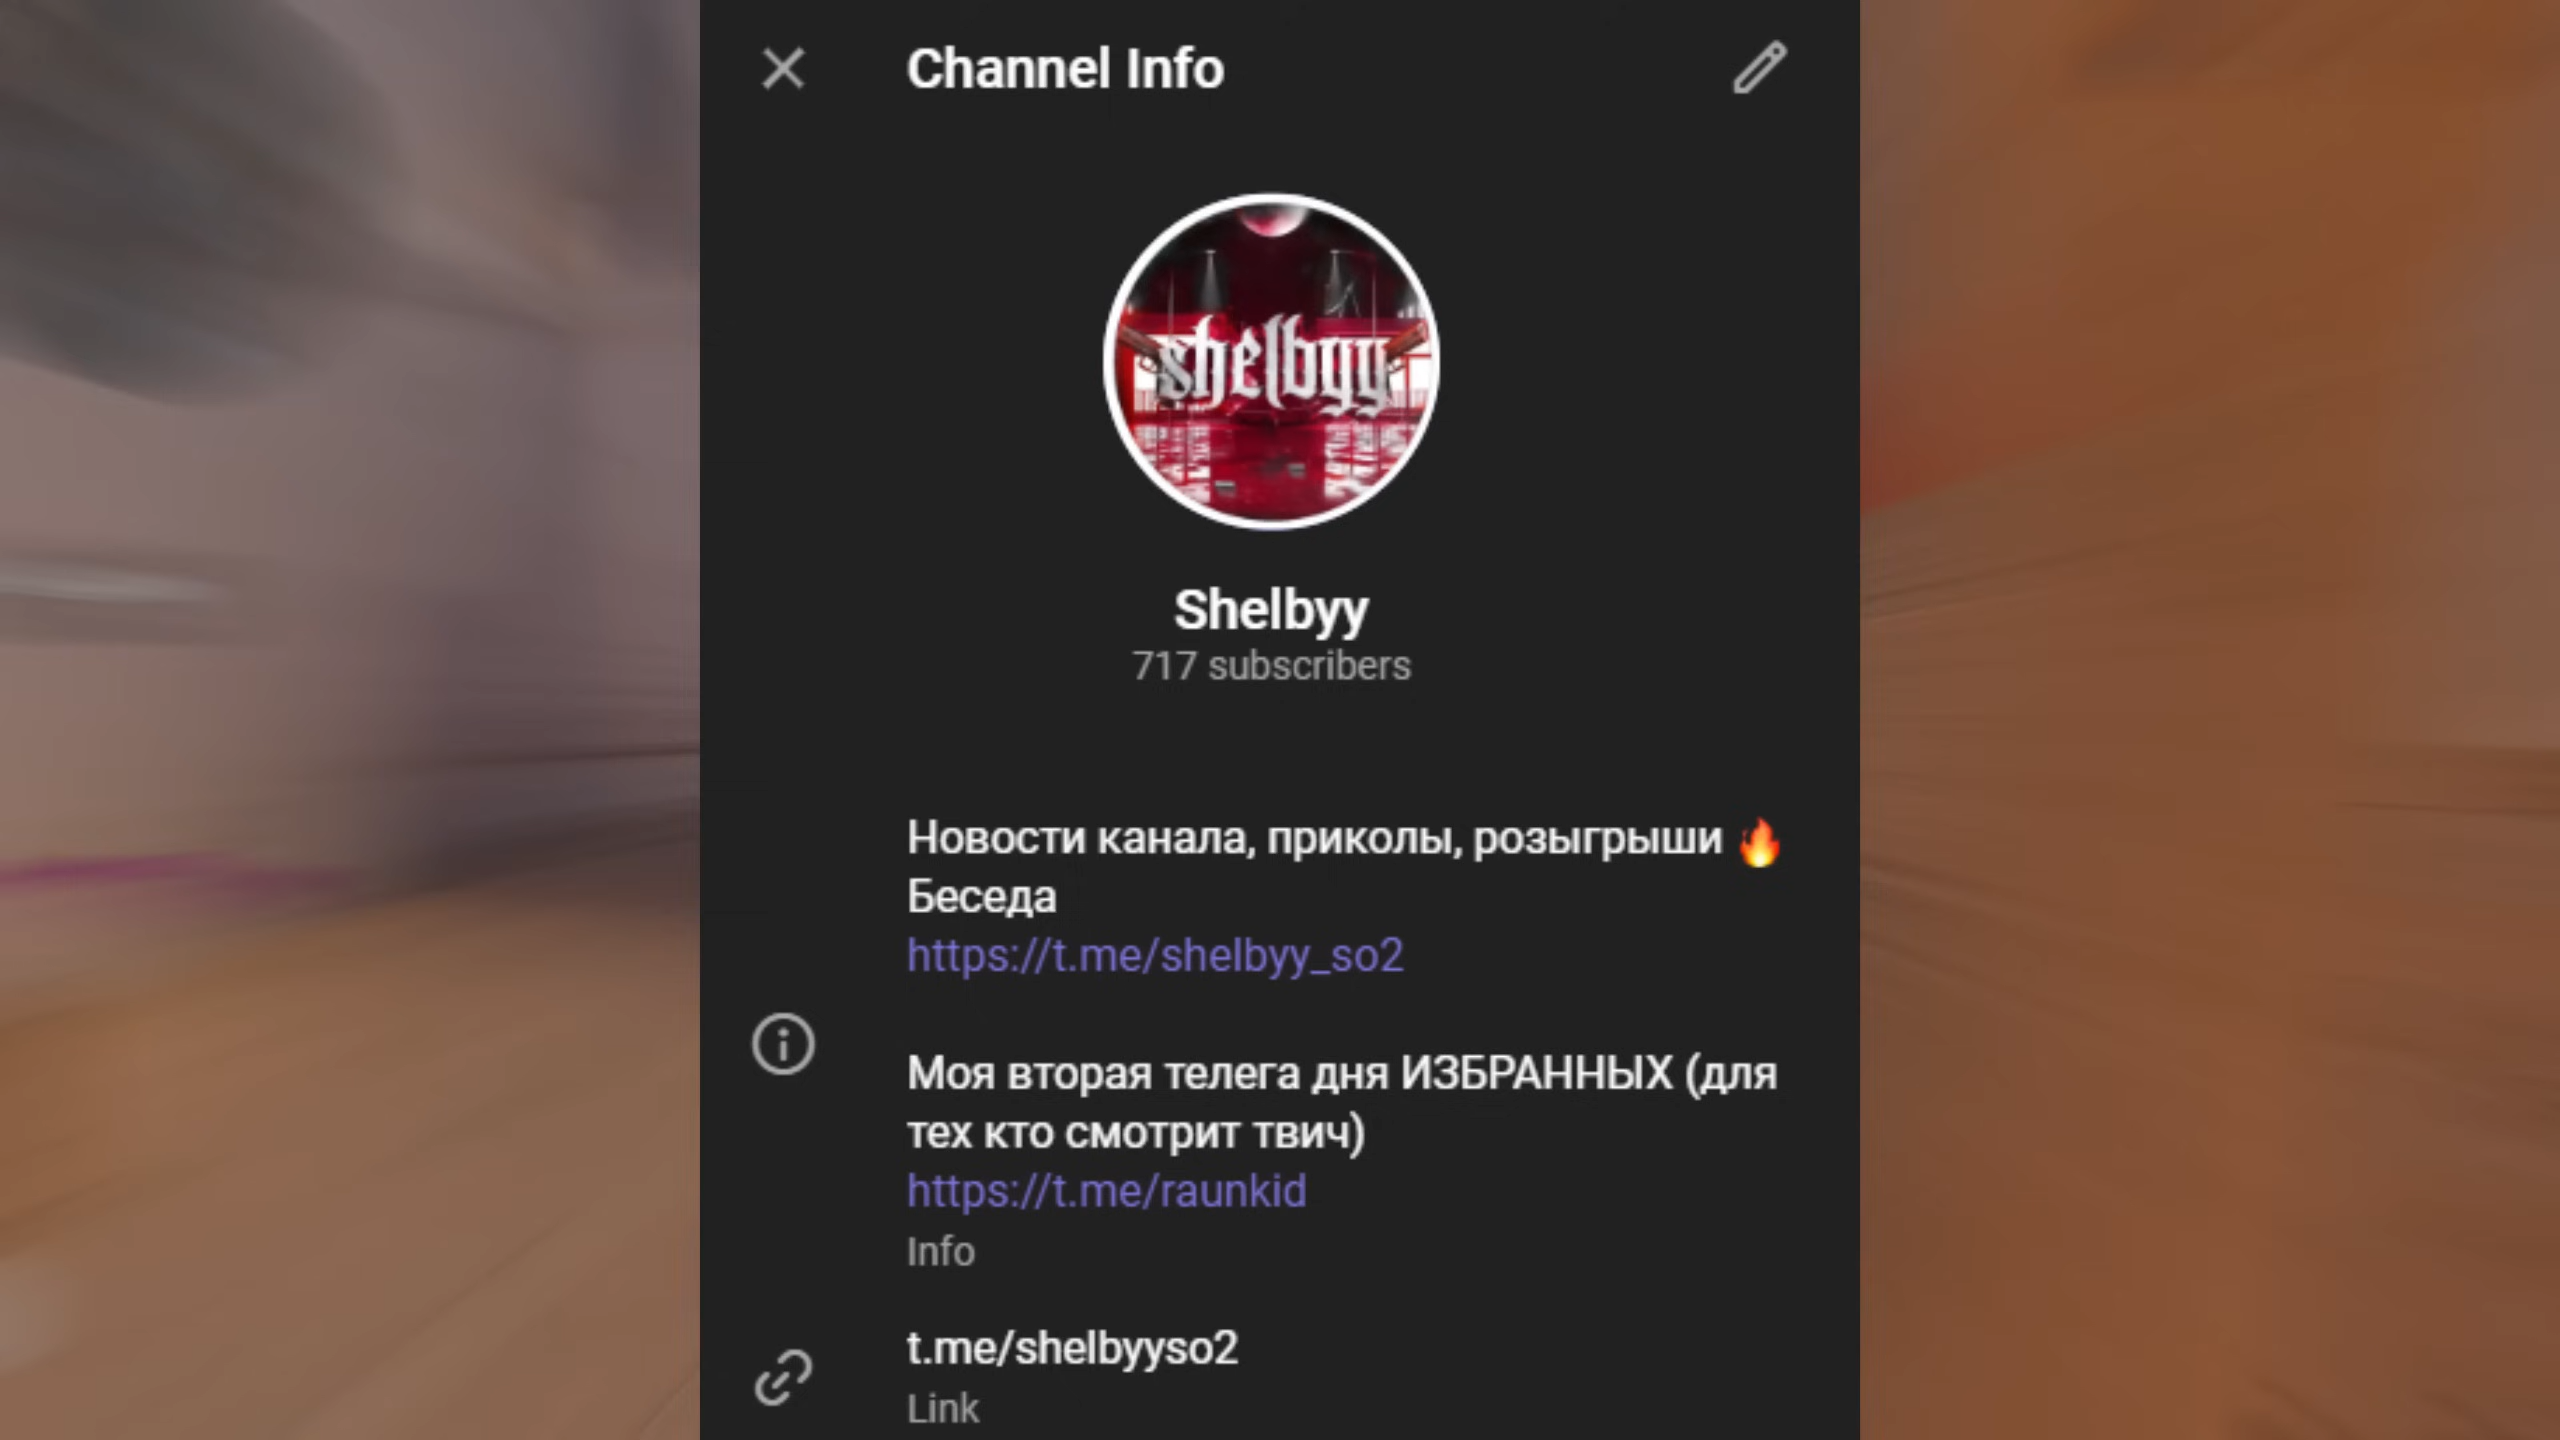 Channel Info
shelbyy
Shelbyy
717 subscribers
Новости канала, приколы, розыгрыши 🔥
Беседа
https://t.me/shelbyy_so2
Моя вторая телега дня ИЗБРАННЫХ (для
тех кто смотрит твич)
https://t.me/raunkid
Info
t.me/shelbyyso2
Link